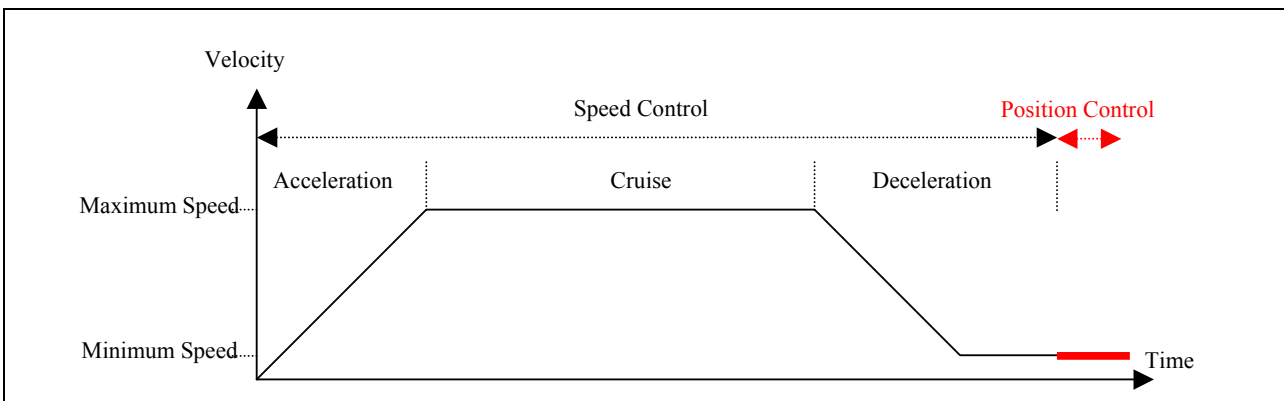 Velocity
Speed Control
Position Control
Acceleration
Cruise
Deceleration
Maximum Speed
Minimum Speed
Time